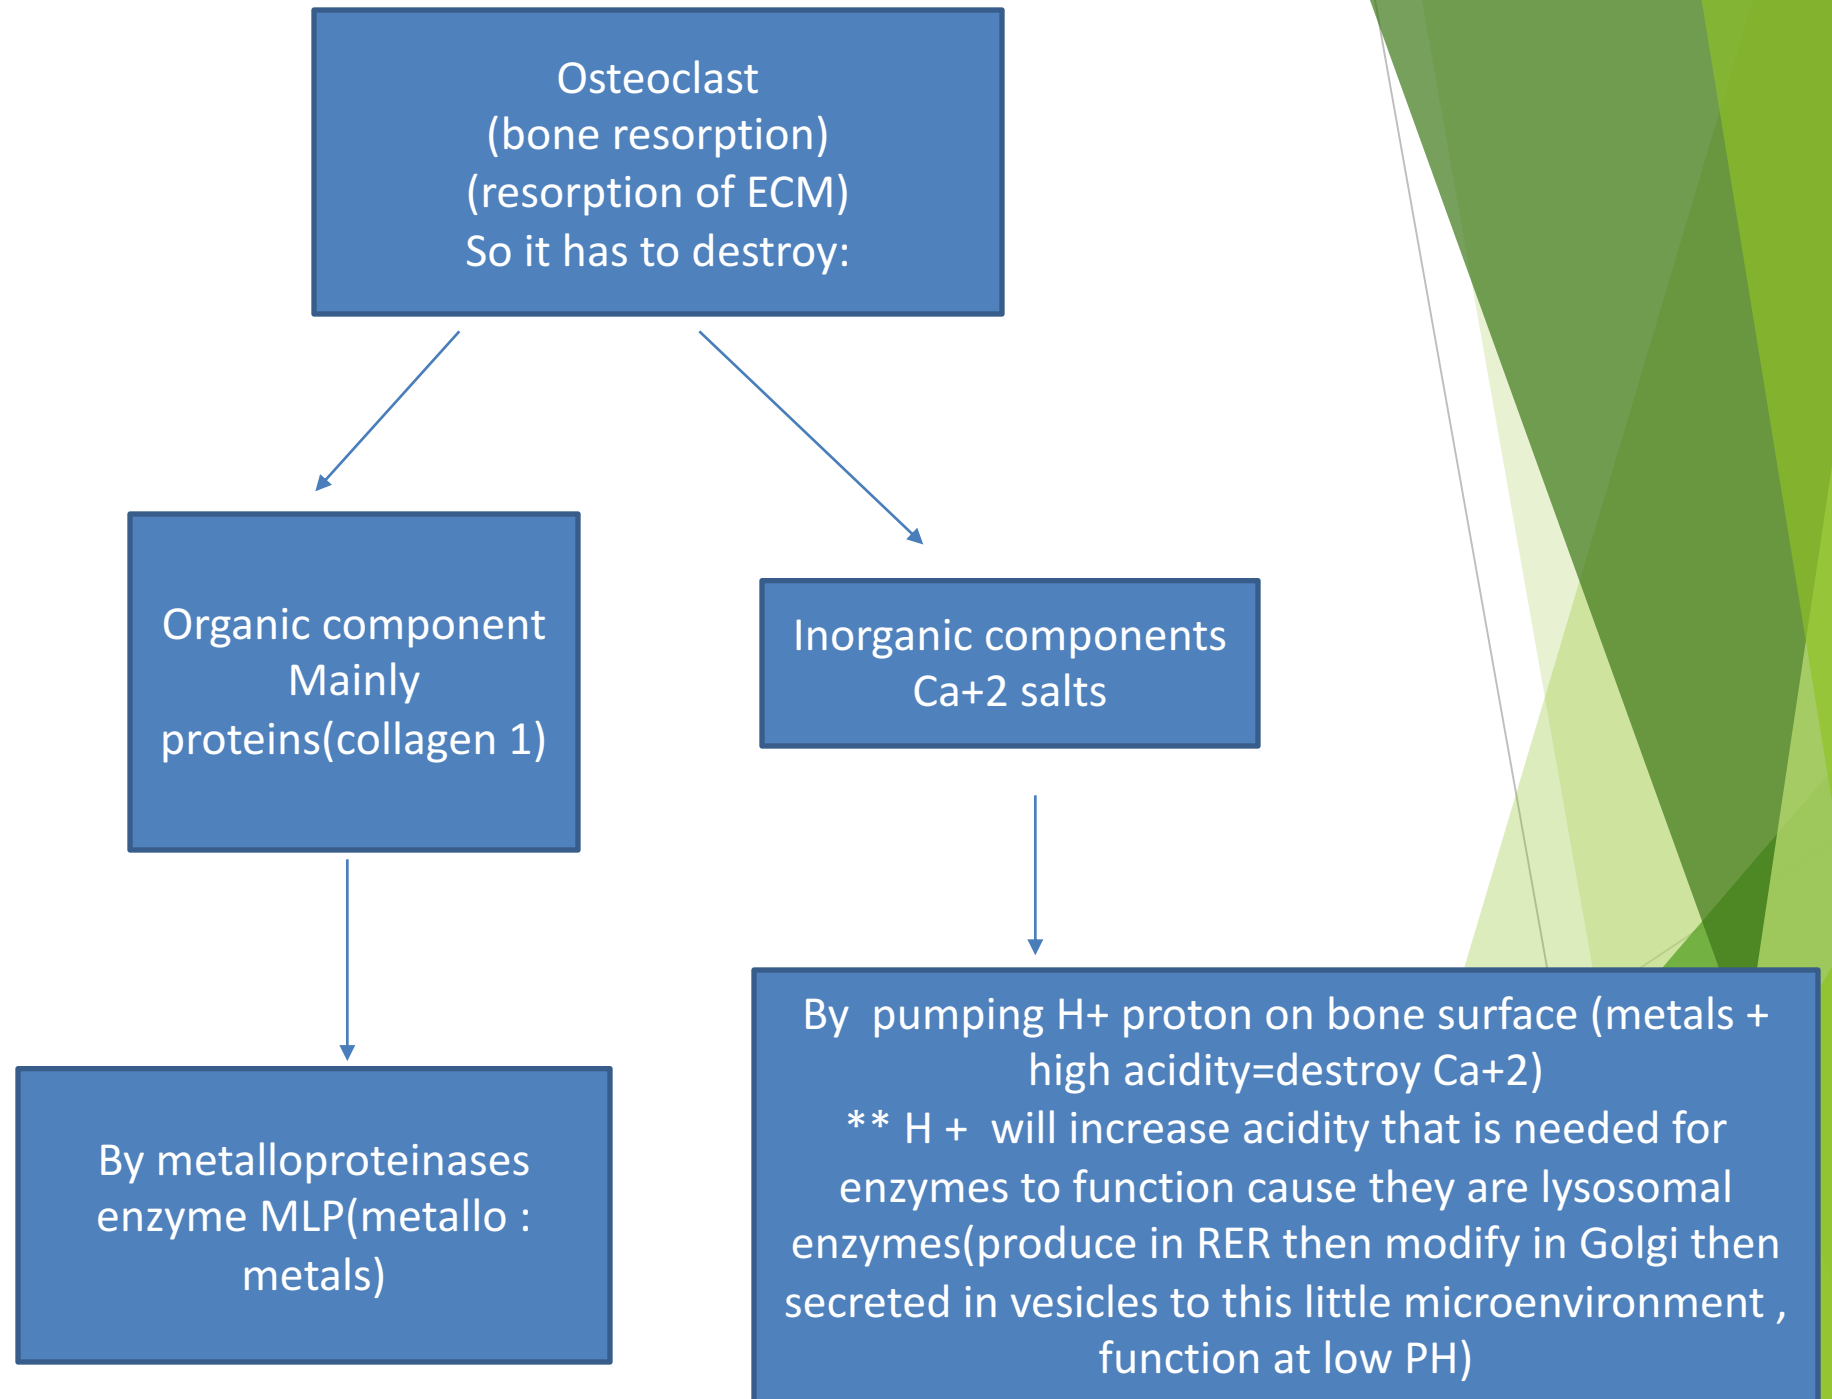 Osteoclast
(bone resorption)
(resorption of ECM)
So it has to destroy:
Organic component
Mainly
proteins(collagen 1)
Inorganic components
Ca+2 salts
By metalloproteinases
enzyme MLP(metallo :
metals)
By  pumping H+ proton on bone surface (metals +
high acidity=destroy Ca+2)
** H +  will increase acidity that is needed for
enzymes to function cause they are lysosomal
enzymes(produce in RER then modify in Golgi then
secreted in vesicles to this little microenvironment ,
function at low PH)